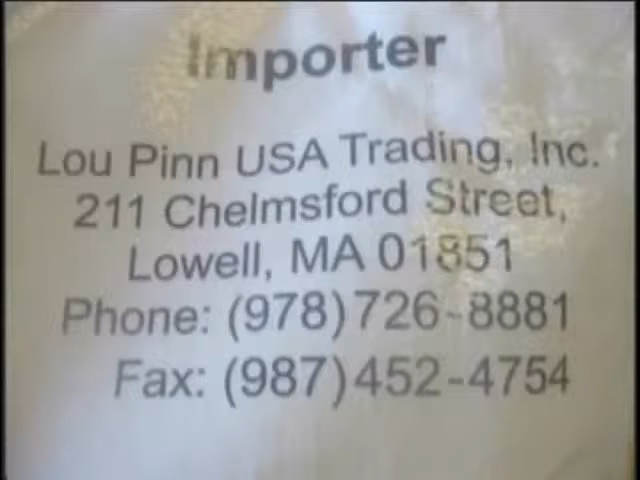 Importer
Lou Pinn USA Trading, Inc.
211 Chelmsford Street,
Lowell, MA 01851
Phone: (978)726-8881
Fax: (987)452-4754